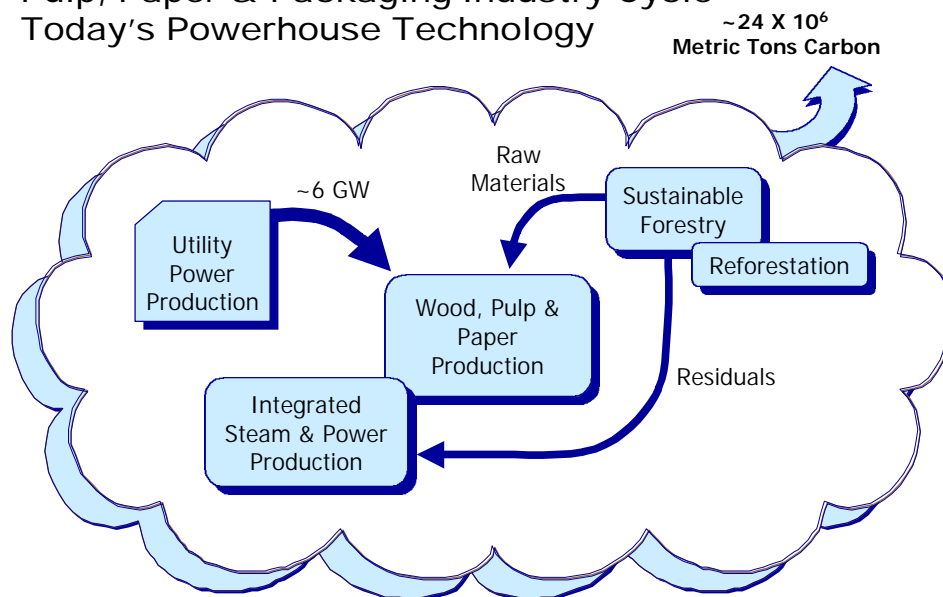 Pulp, Paper & Packaging Industry Cycle
Today's Powerhouse Technology
~24 X 10⁶
Metric Tons Carbon
Raw
Materials
~6 GW
Sustainable
Forestry
Reforestation
Utility
Power
Production
Wood, Pulp &
Paper
Production
Residuals
Integrated
Steam & Power
Production